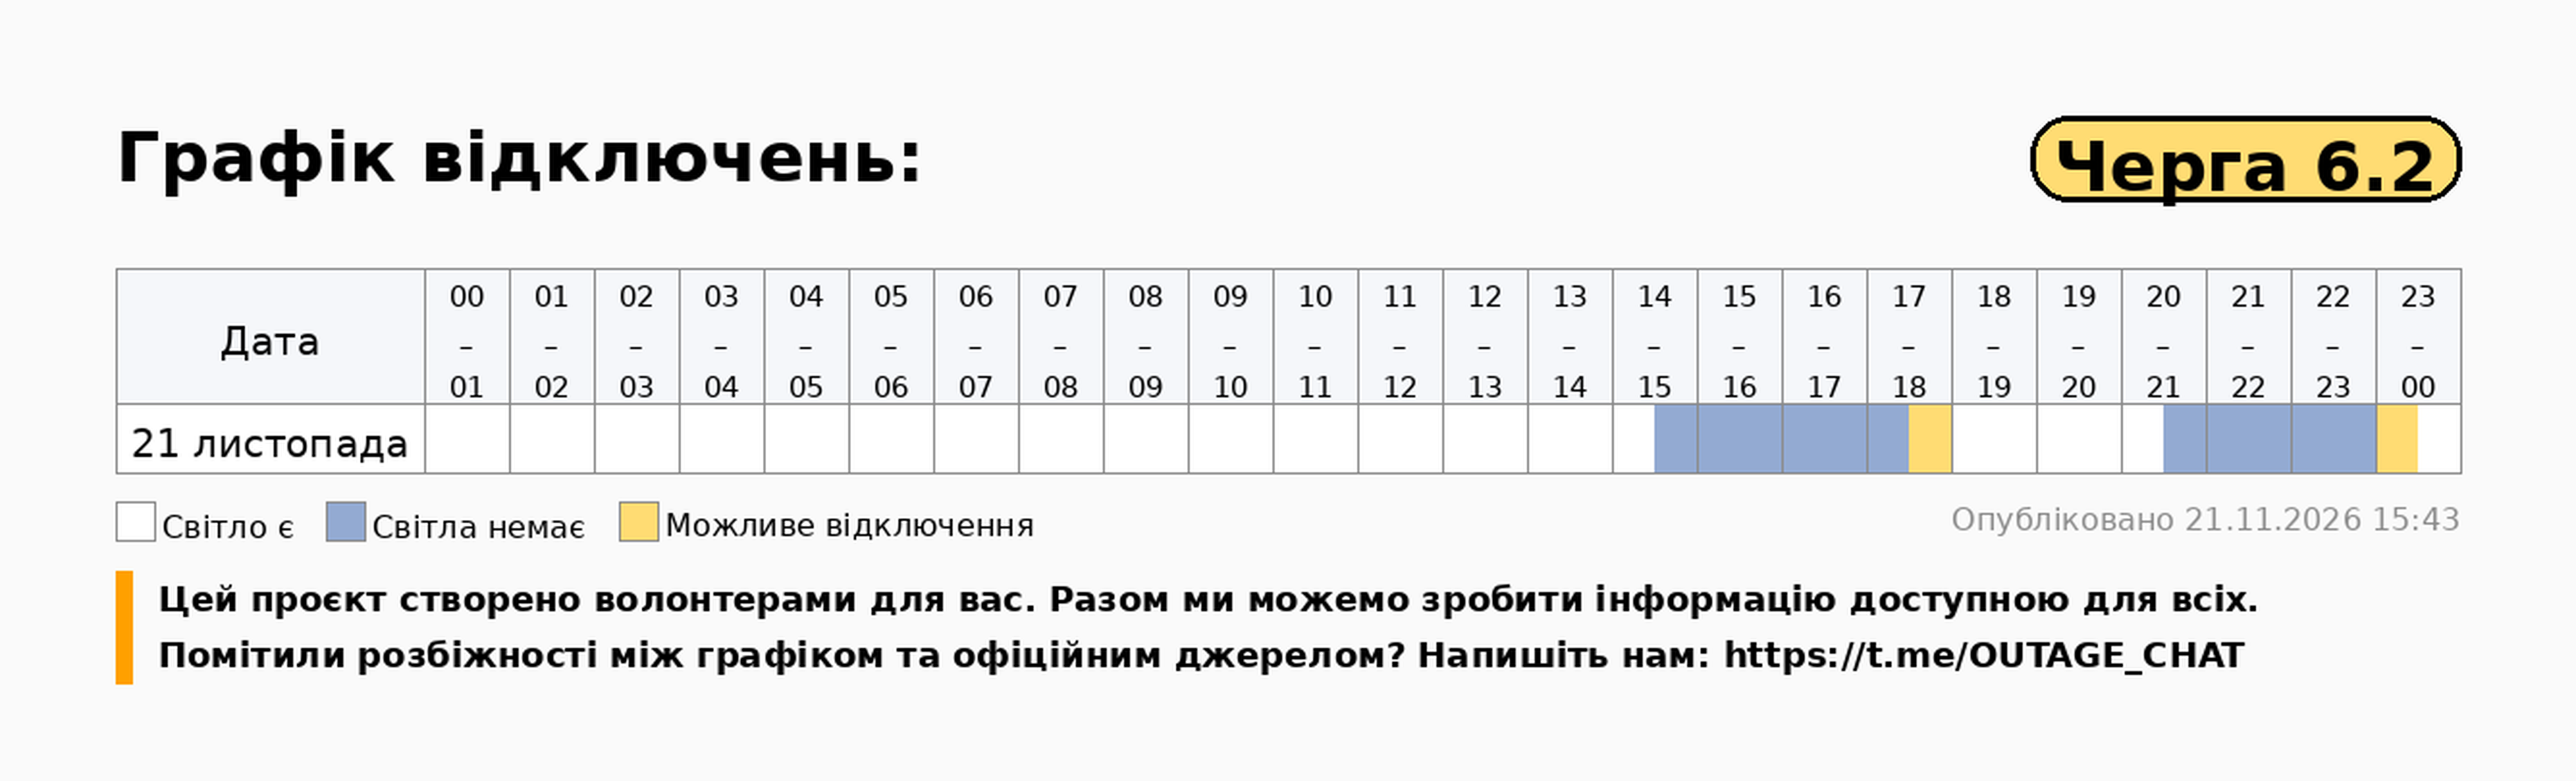 Графік відключень:
Черга 6.2
Дата
00 – 01
01 – 02
02 – 03
03 – 04
04 – 05
05 – 06
06 – 07
07 – 08
08 – 09
09 – 10
10 – 11
11 – 12
12 – 13
13 – 14
14 – 15
15 – 16
16 – 17
17 – 18
18 – 19
19 – 20
20 – 21
21 – 22
22 – 23
23 – 00
21 листопада
Світло є
Світла немає
Можливе відключення
Опубліковано 21.11.2026 15:43
Цей проєкт створено волонтерами для вас. Разом ми можемо зробити інформацію доступною для всіх.
Помітили розбіжності між графіком та офіційним джерелом? Напишіть нам: https://t.me/OUTAGE_CHAT